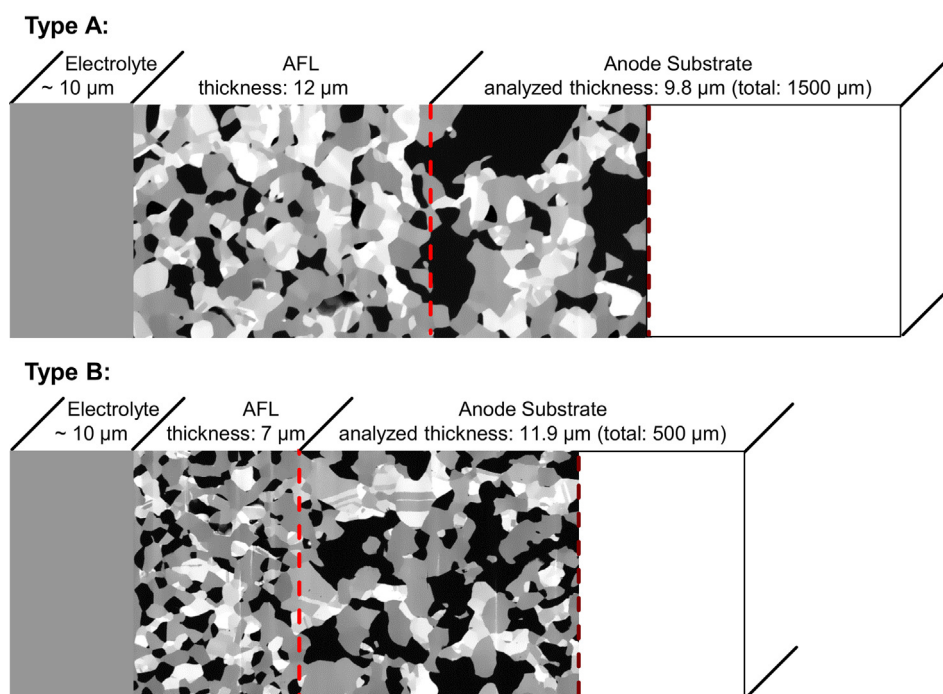 Type A:
Electrolyte AFL Anode Substrate
~ 10 µm thickness: 12 µm analyzed thickness: 9.8 µm (total: 1500 µm)
Type B:
Electrolyte AFL Anode Substrate
~ 10 µm thickness: 7 µm analyzed thickness: 11.9 µm (total: 500 µm)